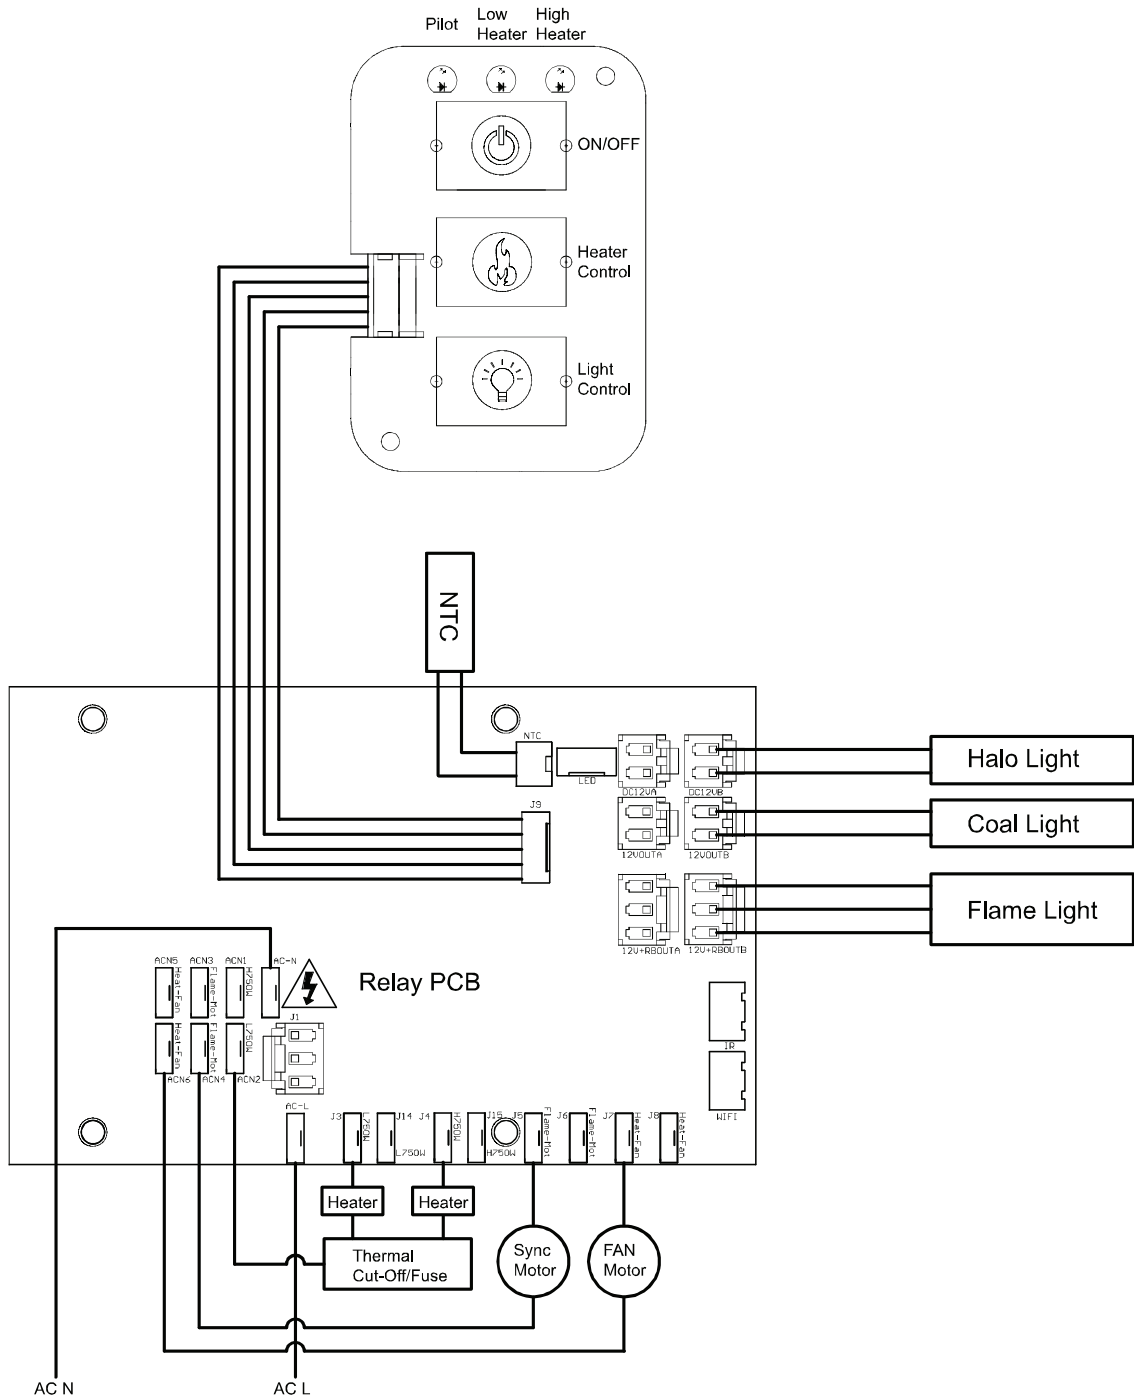 Pilot
Low
Heater
High
Heater
ON/OFF
Heater
Control
Light
Control
NTC
NTC
LED
DC12VA
DC12VB
Halo Light
J9
12VOUTA
12VOUTB
Coal Light
12V+RBOUTA
12V+RBOUTB
Flame Light
ACN5
Heat-Fan
ACN3
Flame-Mot
ACN1
H750W
AC-N
Relay PCB
J1
Heat-Fan
ACN6
Flame-Mot
ACN4
L750W
ACN2
IR
WIFI
AC-L
J3
L750W
J14
L750W
J4
H750W
J15
H750W
J5
Flame-Mot
J6
Flame-Mot
J7
Heat-Fan
J8
Heat-Fan
Heater
Heater
Thermal
Cut-Off/Fuse
Sync
Motor
FAN
Motor
AC N
AC L